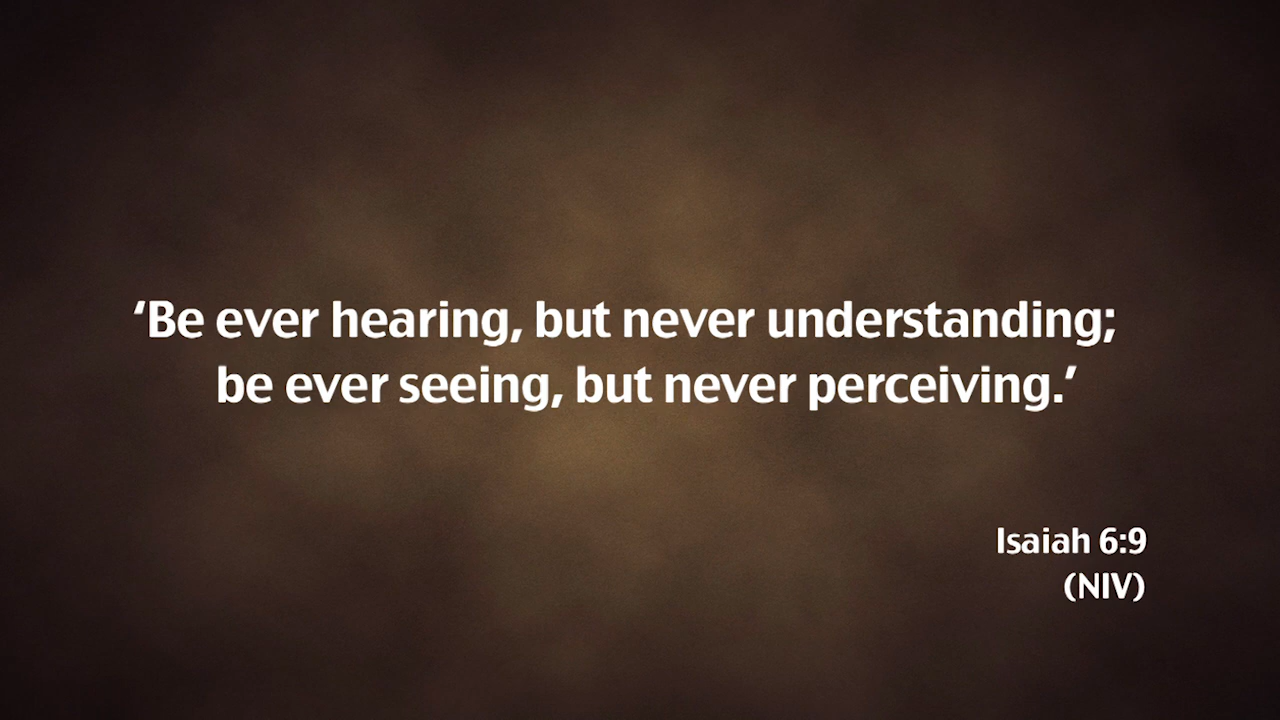 ‘Be ever hearing, but never understanding;
be ever seeing, but never perceiving.’
Isaiah 6:9
(NIV)